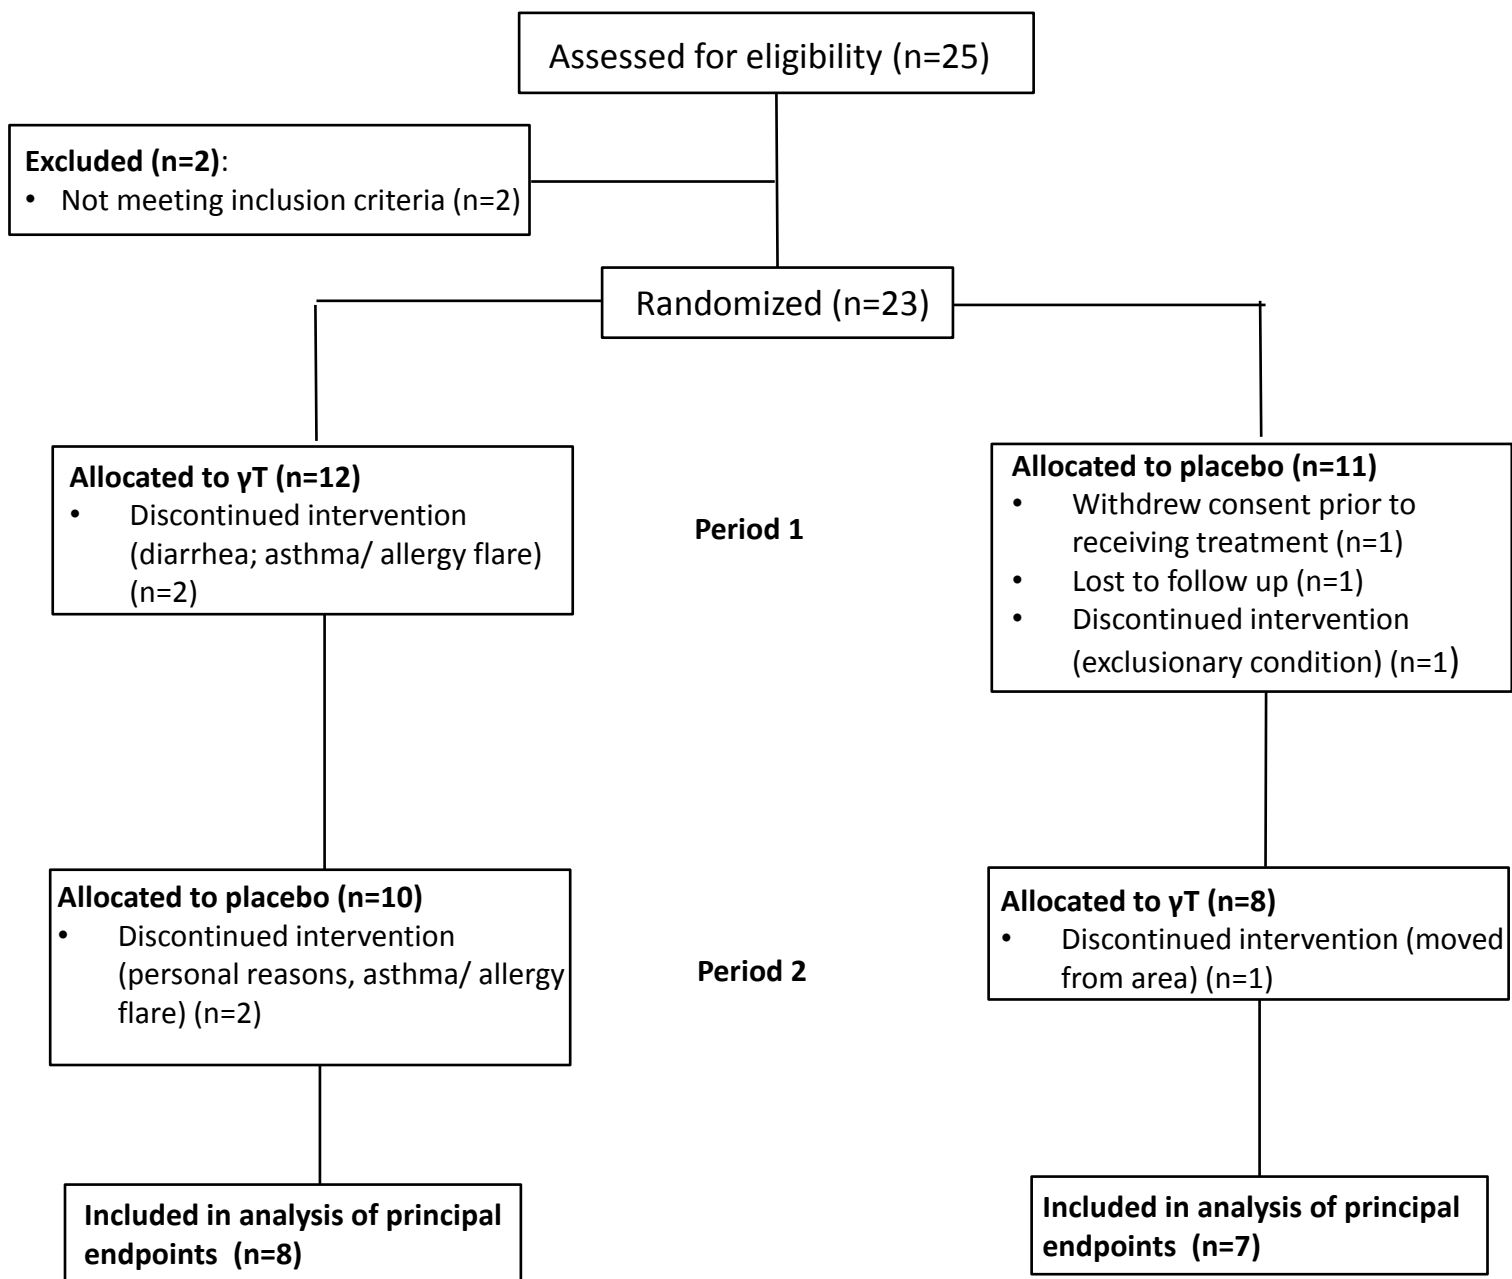 Assessed for eligibility (n=25)
Excluded (n=2):
• Not meeting inclusion criteria (n=2)
Randomized (n=23)
Allocated to γT (n=12)
• Discontinued intervention
(diarrhea; asthma/ allergy flare)
(n=2)
Period 1
Allocated to placebo (n=11)
• Withdrew consent prior to
receiving treatment (n=1)
• Lost to follow up (n=1)
• Discontinued intervention
(exclusionary condition) (n=1)
Allocated to placebo (n=10)
• Discontinued intervention
(personal reasons, asthma/ allergy
flare) (n=2)
Period 2
Allocated to γT (n=8)
• Discontinued intervention (moved
from area) (n=1)
Included in analysis of principal
endpoints (n=8)
Included in analysis of principal
endpoints (n=7)